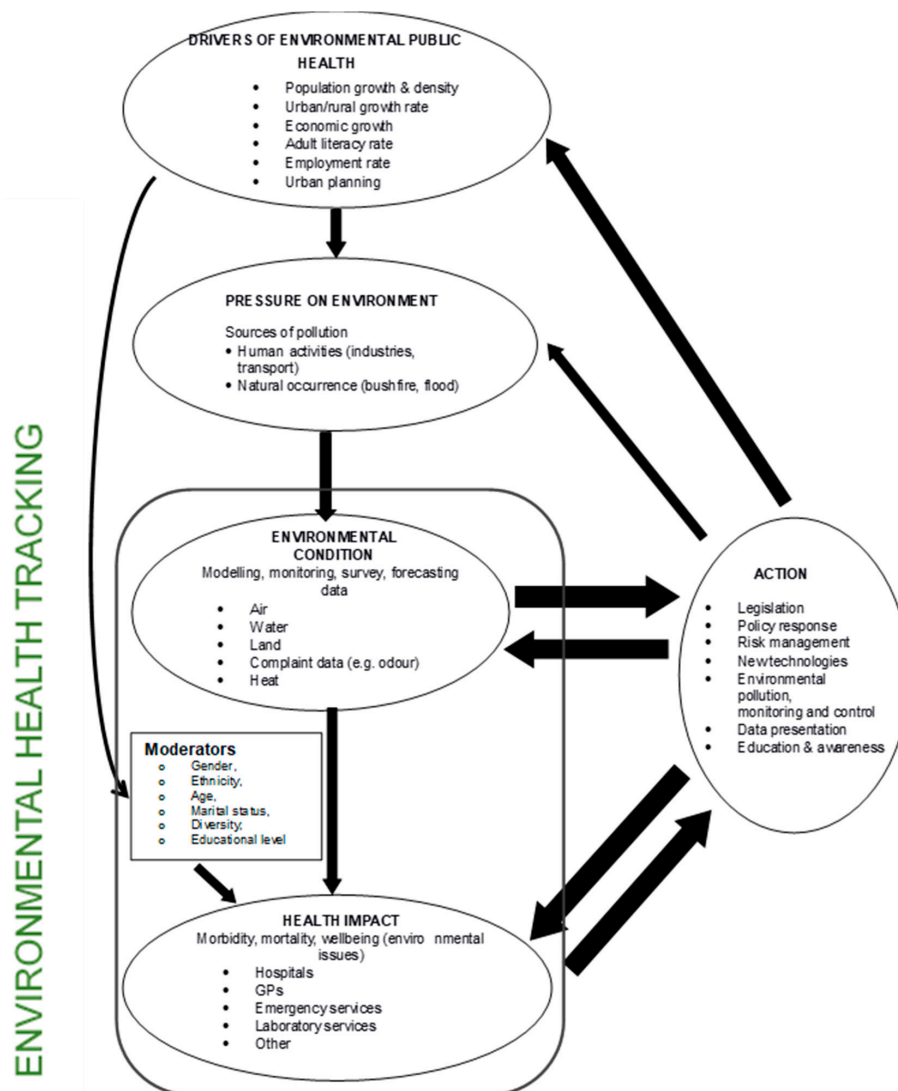 DRIVERS OF ENVIRONMENTAL PUBLIC
HEALTH
• Population growth & density
• Urban/rural growth rate
• Economic growth
• Adult literacy rate
• Employment rate
• Urban planning
PRESSURE ON ENVIRONMENT
Sources of pollution
• Human activities (industries,
transport)
• Natural occurrence (bushfire, flood)
ENVIRONMENTAL HEALTH TRACKING
ENVIRONMENTAL
CONDITION
Modelling, monitoring, survey, forecasting
data
• Air
• Water
• Land
• Complaint data (e.g. odour)
• Heat
ACTION
• Legislation
• Policy response
• Risk management
• New technologies
• Environmental
pollution,
monitoring and control
• Data presentation
• Education & awareness
Moderators
o Gender,
o Ethnicity,
o Age,
o Marital status,
o Diversity,
o Educational level
HEALTH IMPACT
Morbidity, mortality, wellbeing (enviro nmental
issues)
• Hospitals
• GPs
• Emergency services
• Laboratory services
• Other